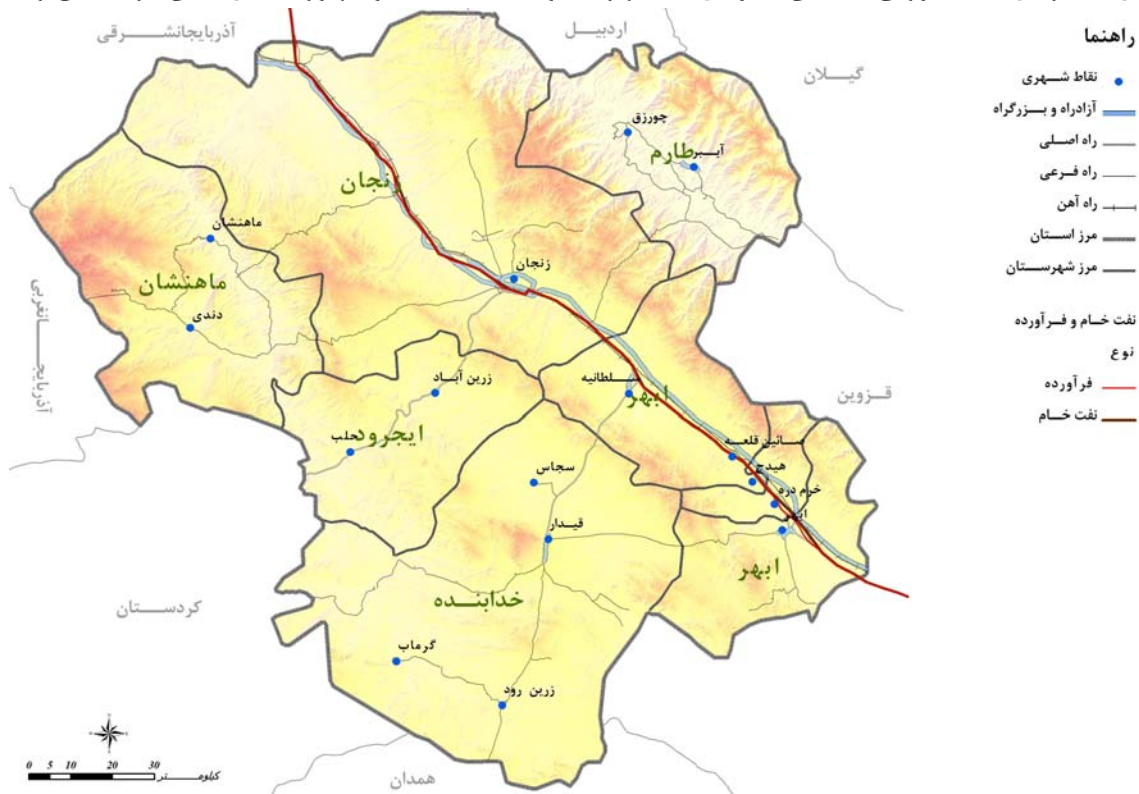 آذربایجانشرقی
اردبیل
گیلان
راهنما
نقاط شهری
آزادراه و بزرگراه
راه اصلی
راه فرعی
راه آهن
مرز استان
مرز شهرستان
نفت خام و فرآورده
نوع
فرآورده
نفت خام
چورزق
آببر
طارم
زنجان
ماهنشان
زنجان
ماهنشان
دندی
آذربایجانغربی
قزوین
زرین آباد
سلطانیه
ابهر
ایجرود
حلب
صائین قلعه
هیدج
سجاس
خرم دره
ابهر
قیدار
ابهر
خدابنده
کردستان
گرماب
زرین رود
همدان
0 5 10 20 30
کیلومتر